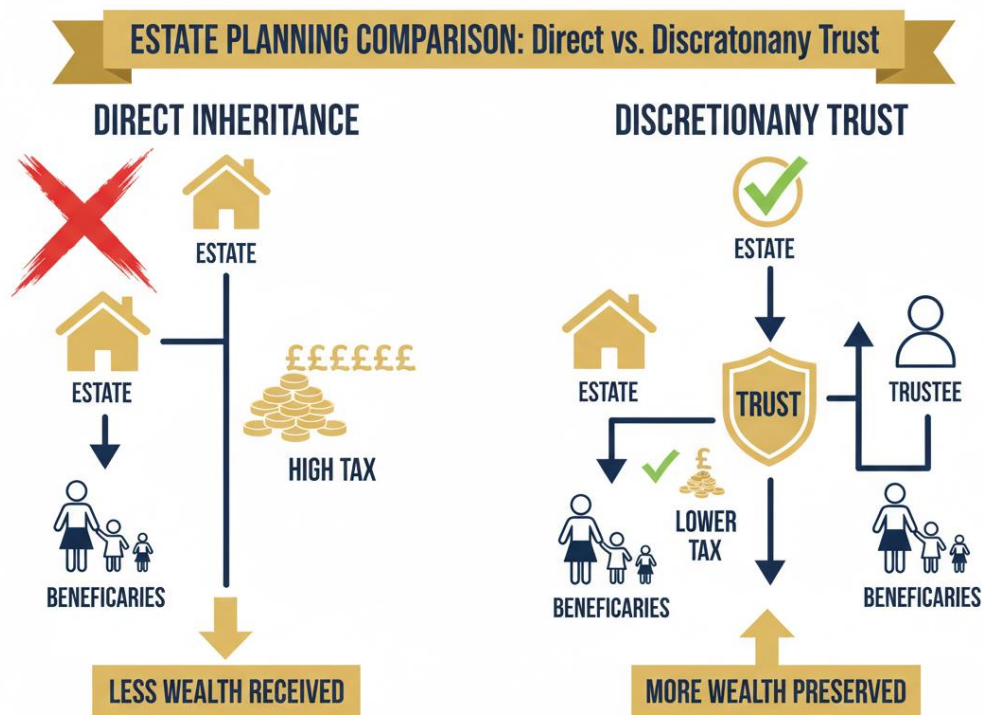 ESTATE PLANNING COMPARISON: Direct vs. Discratonany Trust
DIRECT INHERITANCE
ESTATE
ESTATE
££££££
HIGH TAX
BENEFICARIES
LESS WEALTH RECEIVED
DISCRETIONANY TRUST
ESTATE
ESTATE
TRUST
TRUSTEE
£
LOWER
TAX
BENEFICARIES
BENEFICARIES
MORE WEALTH PRESERVED